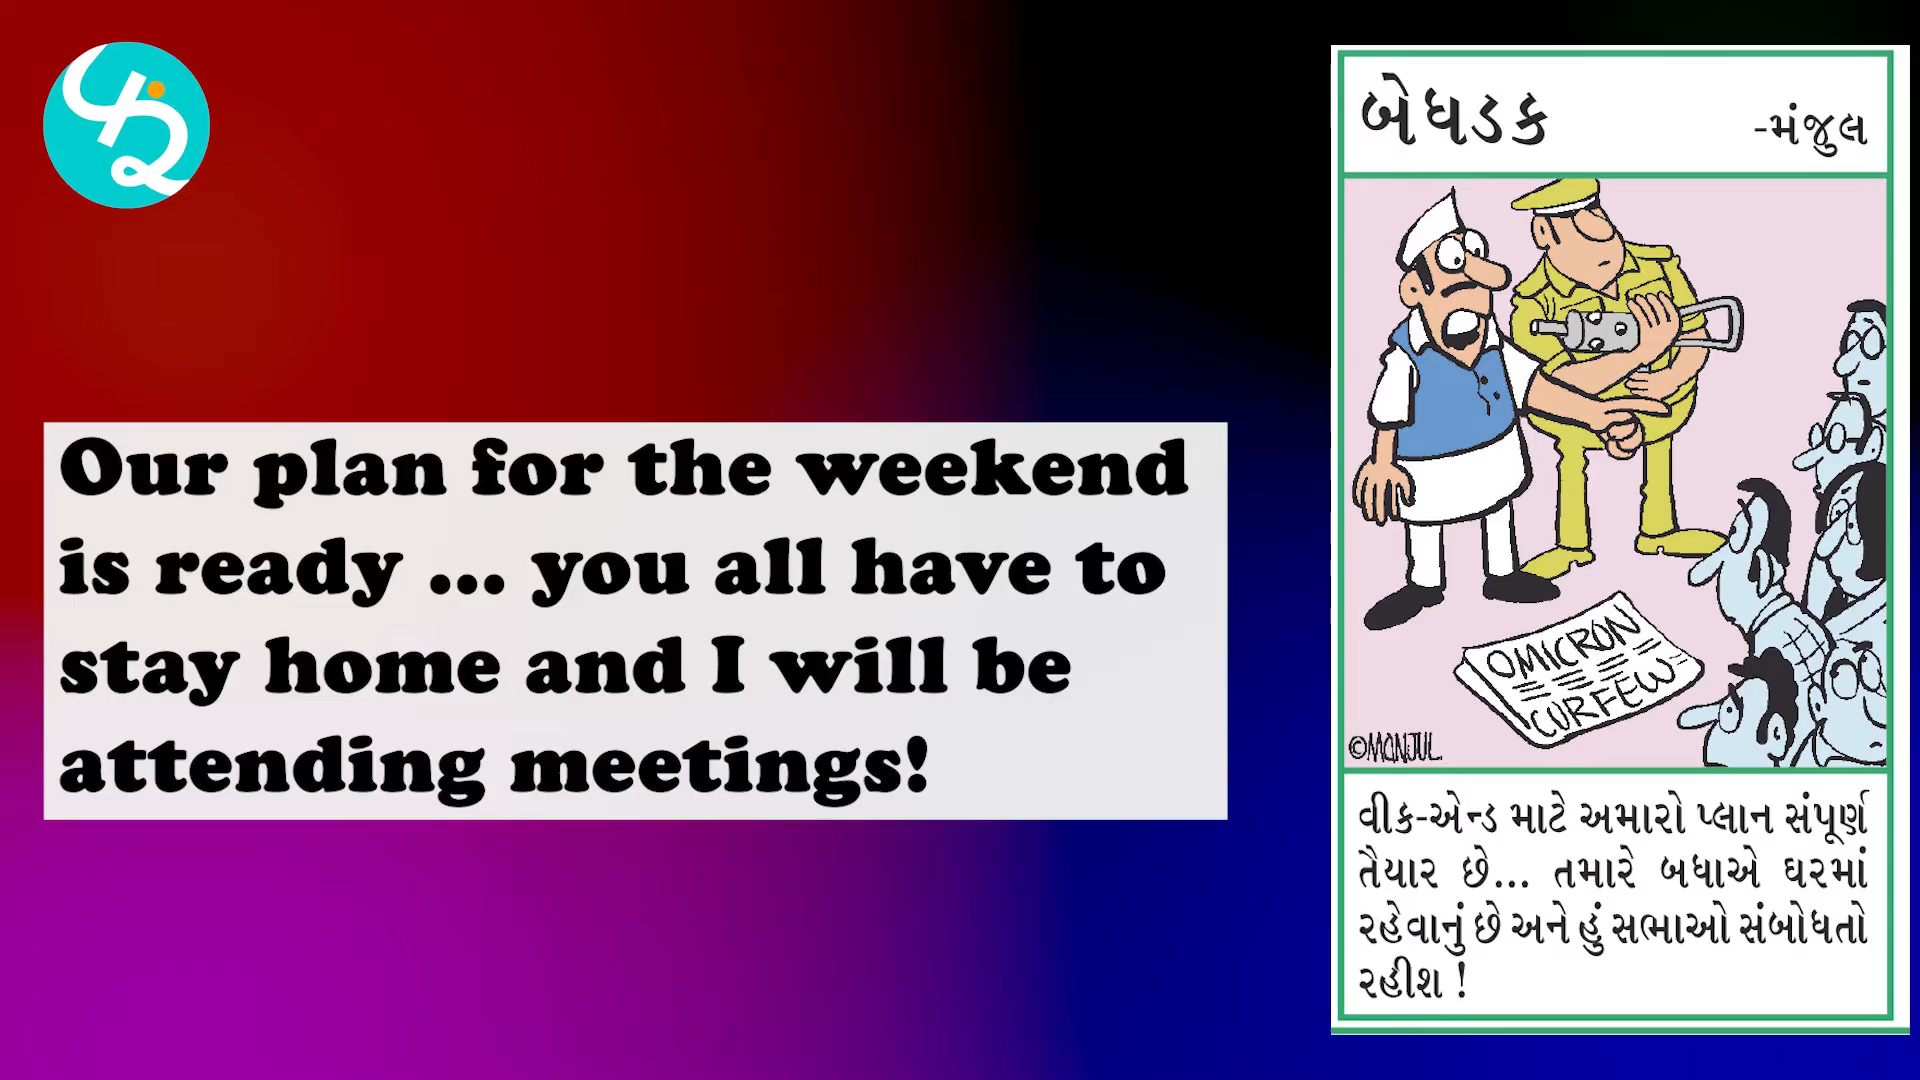 Our plan for the weekend
is ready ... you all have to
stay home and I will be
attending meetings!
બેધડક
-મંજુલ
OMICRON
CURFEW
©MANJUL
વીક-એન્ડ માટે અમારો પ્લાન સંપૂર્ણ
તૈયાર છે... તમારે બધાએ ઘરમાં
રહેવાનું છે અને હું સભાઓ સંબોધતો
રહીશ !